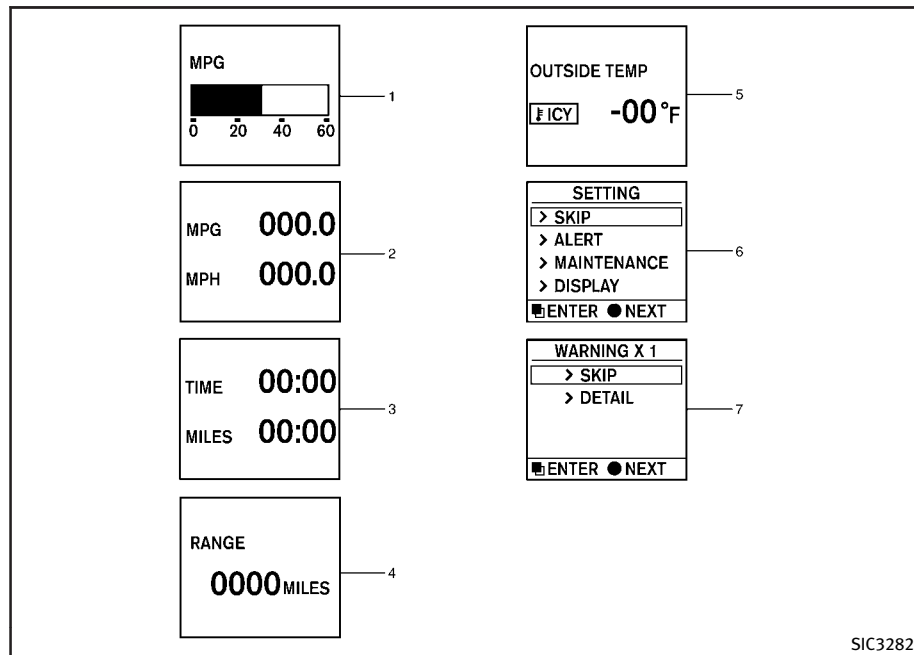 MPG
0 20 40 60
1
MPG 000.0
MPH 000.0
2
TIME 00:00
MILES 00:00
3
RANGE
0000 MILES
4
OUTSIDE TEMP
ICY -00°F
5
SETTING
> SKIP
> ALERT
> MAINTENANCE
> DISPLAY
ENTER NEXT
6
WARNING X 1
> SKIP
> DETAIL
ENTER NEXT
7
SIC3282